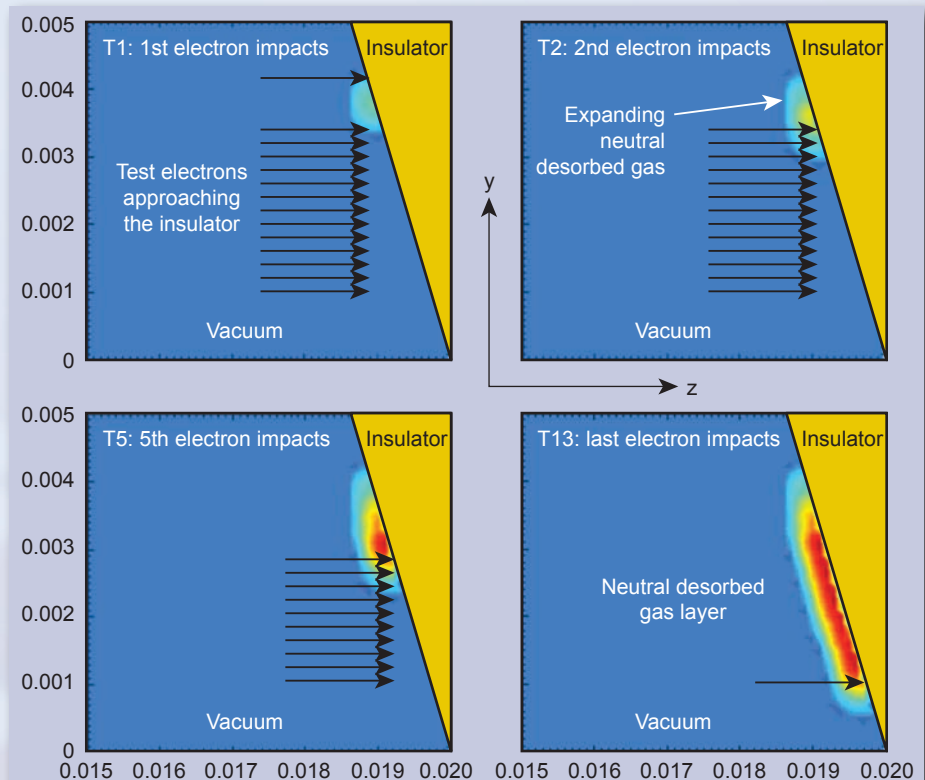 0.005
0.004
0.003
0.002
0.001
0
T1: 1st electron impacts
Insulator
Test electrons
approaching
the insulator
Vacuum
T2: 2nd electron impacts
Insulator
Expanding
neutral
desorbed gas
Vacuum
y
z
0.005
0.004
0.003
0.002
0.001
0
T5: 5th electron impacts
Insulator
Vacuum
0.015 0.016 0.017 0.018 0.019 0.020
T13: last electron impacts
Insulator
Neutral desorbed
gas layer
Vacuum
0.015 0.016 0.017 0.018 0.019 0.020